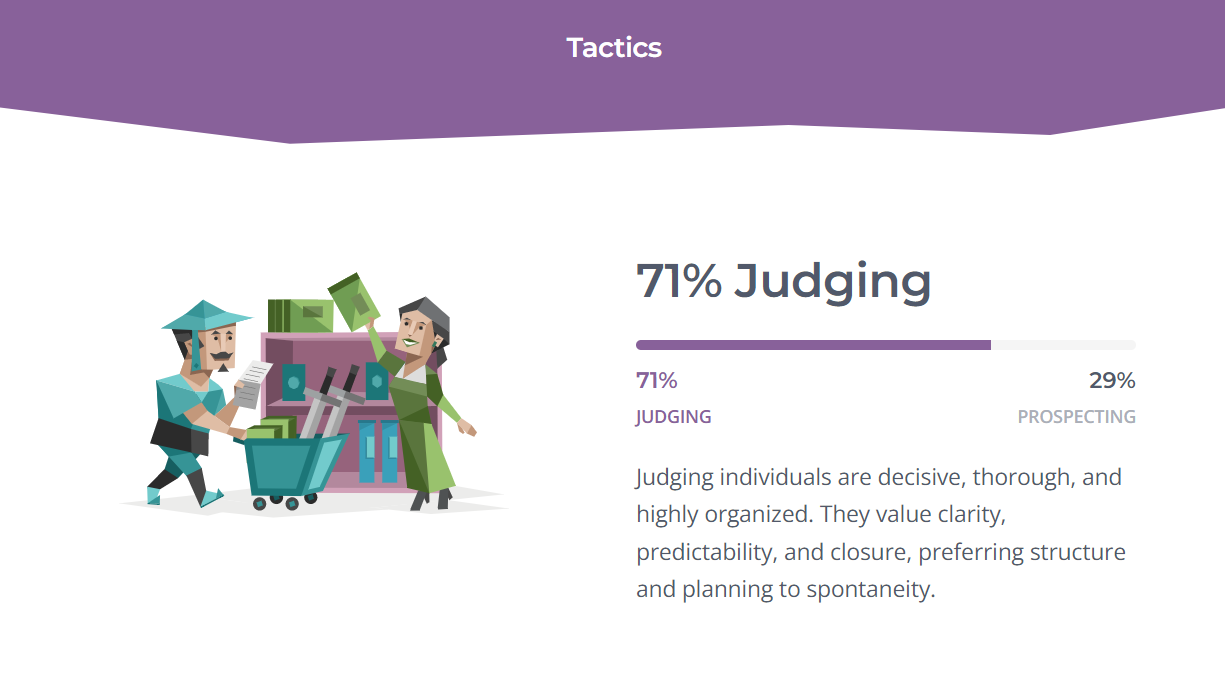 Tactics
71% Judging
71%
29%
JUDGING
PROSPECTING
Judging individuals are decisive, thorough, and
highly organized. They value clarity,
predictability, and closure, preferring structure
and planning to spontaneity.